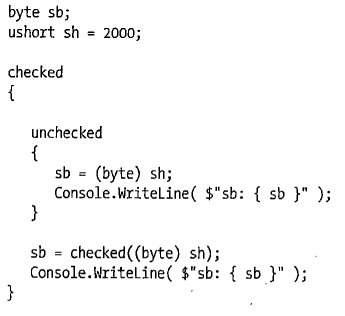 byte sb;
ushort sh = 2000;
checked
{
unchecked
{
sb = (byte) sh;
Console.WriteLine( $"sb: { sb }" );
}
sb = checked((byte) sh);
Console.WriteLine( $"sb: { sb }" );
}